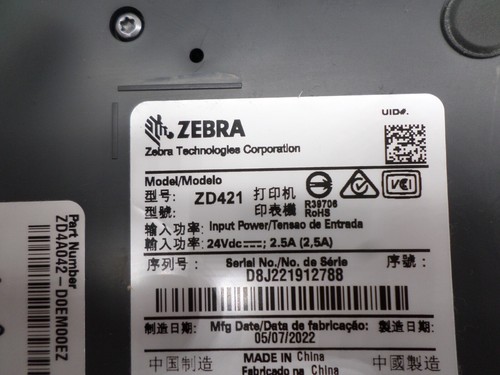 UID#.
ZEBRA
Zebra Technologies Corporation
Model/Modelo
型号: ZD421 打印机
型號: 印表機
R39706
RoHS
VCI
输入功率: Input Power/Tensao de Entrada
輸入功率: 24Vdc ⎓; 2.5A (2,5A)
序列号: Serial No./No. de Série 序號:
D8J221912788
制造日期: Mfg Date/Data de fabricação: 製造日期:
05/07/2022
中国制造 MADE IN China 中國製造
Fabricado na China
Part Number
ZD4A042-D0EM00EZ